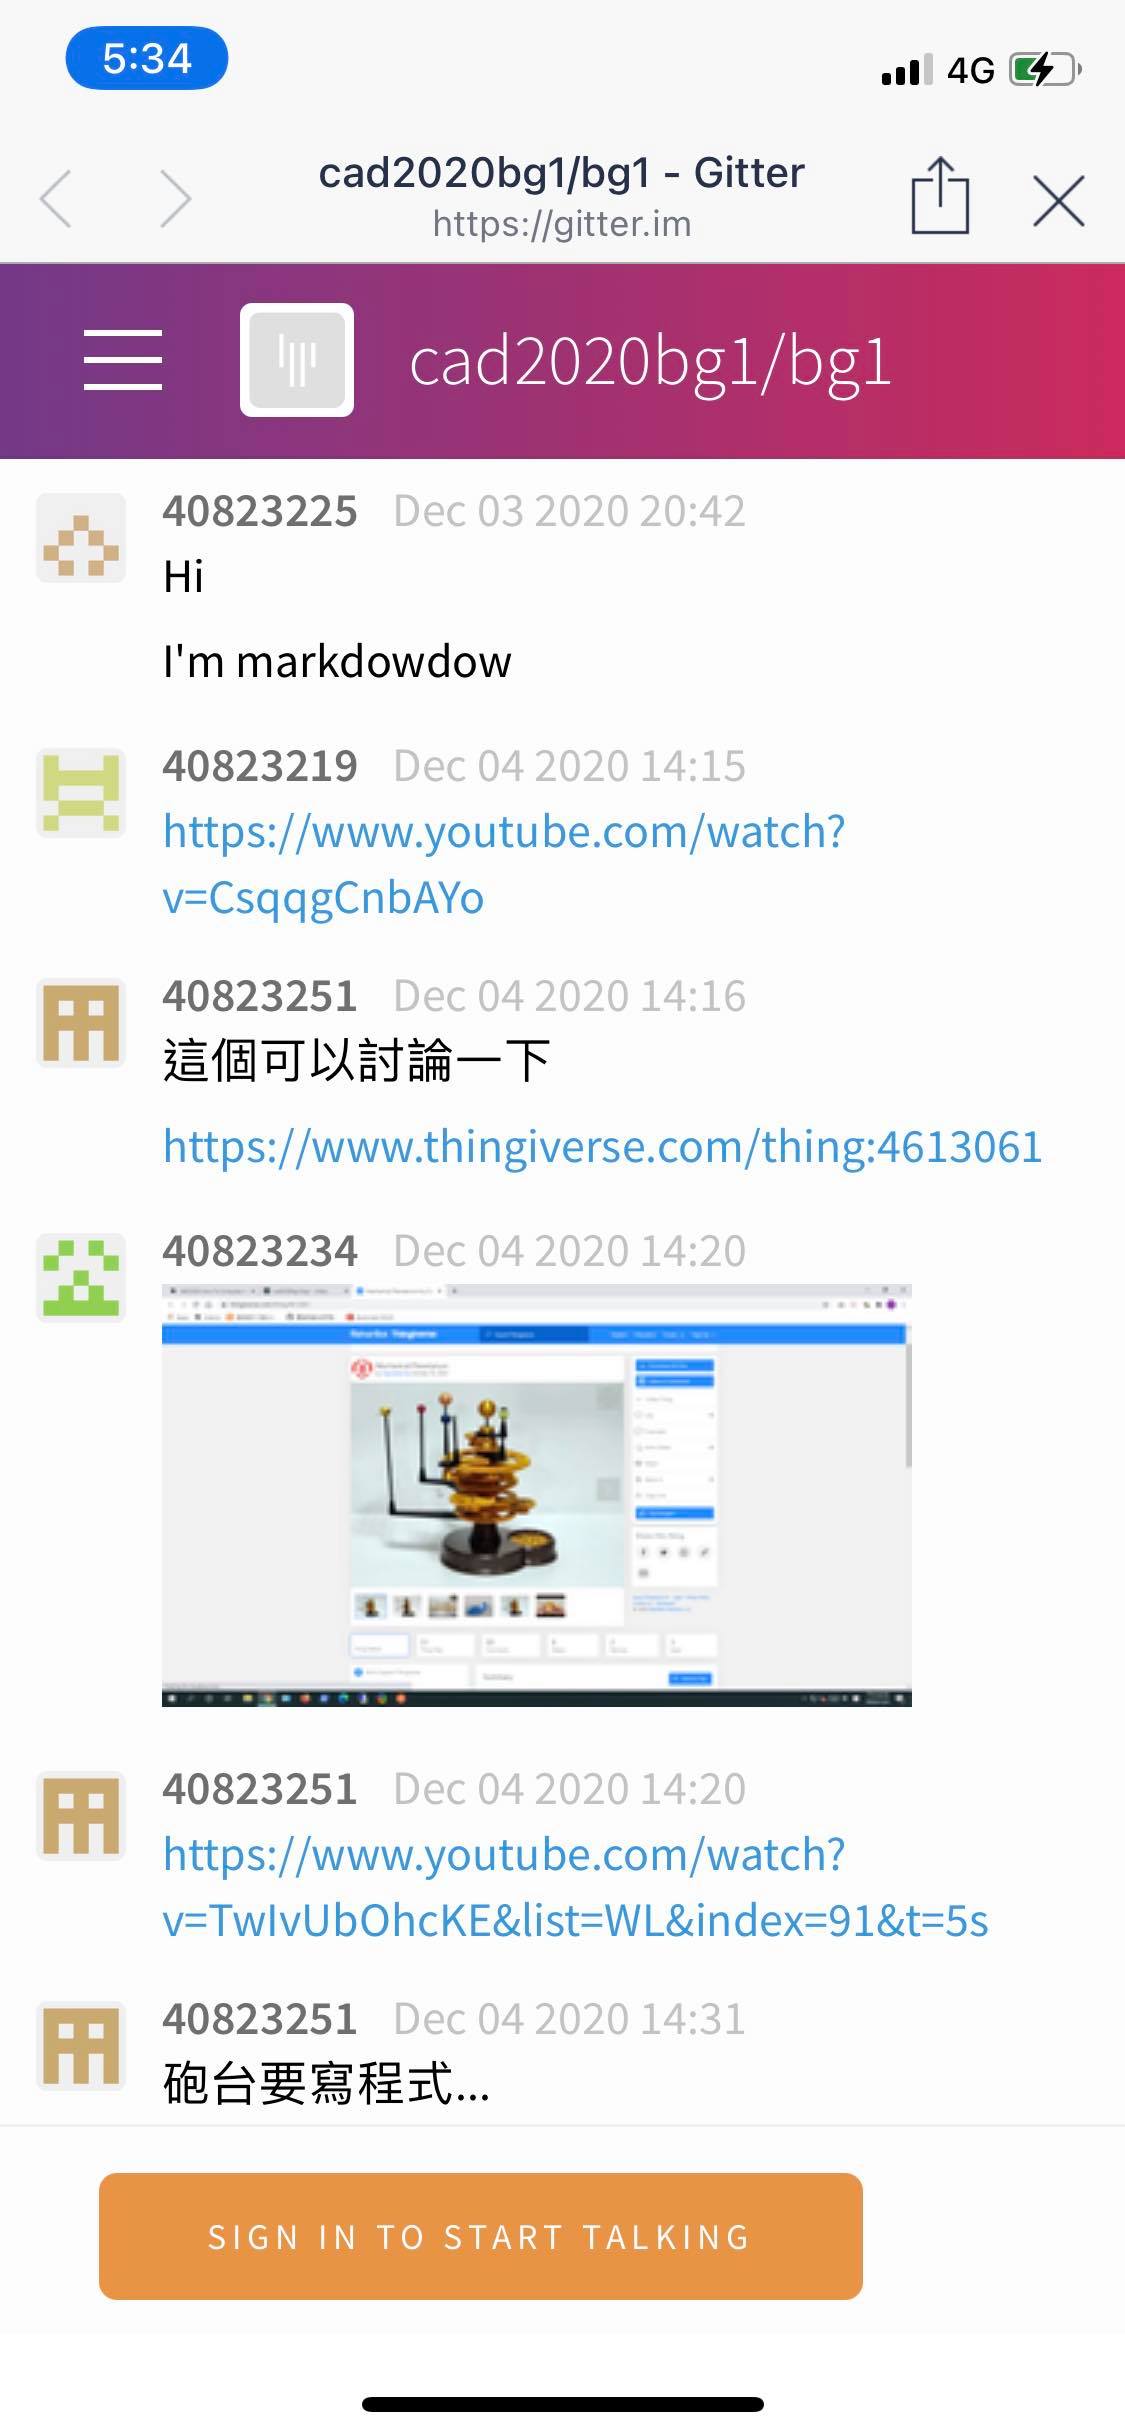 5:34
4G
cad2020bg1/bg1 - Gitter
https://gitter.im
cad2020bg1/bg1
40823225 Dec 03 2020 20:42
Hi
I'm markdowdow
40823219 Dec 04 2020 14:15
https://www.youtube.com/watch?
v=CsqqgCnbAYo
40823251 Dec 04 2020 14:16
這個可以討論一下
https://www.thingiverse.com/thing:4613061
40823234 Dec 04 2020 14:20
40823251 Dec 04 2020 14:20
https://www.youtube.com/watch?
v=TwIvUbOhcKE&list=WL&index=91&t=5s
40823251 Dec 04 2020 14:31
砲台要寫程式...
SIGN IN TO START TALKING